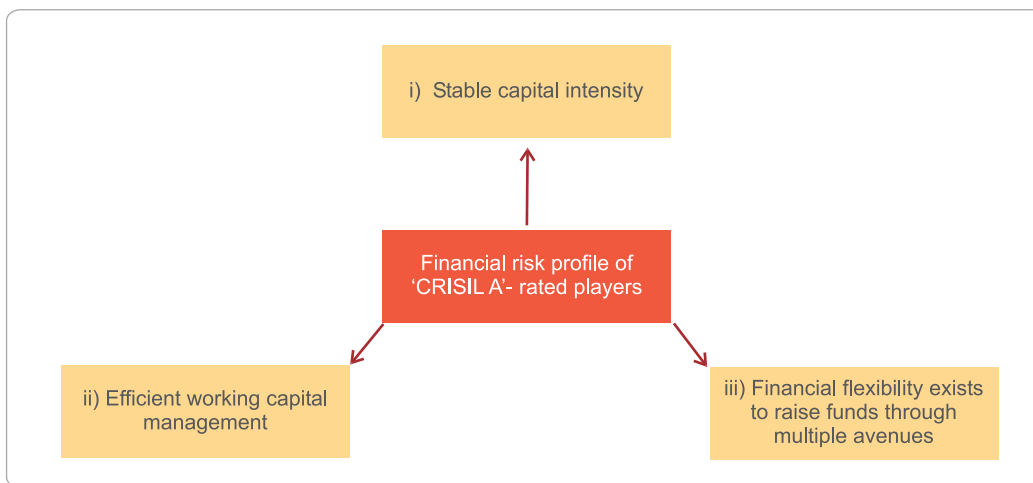 i)  Stable capital intensity
Financial risk profile of
‘CRISIL A’- rated players
ii) Efficient working capital
management
iii) Financial flexibility exists
to raise funds through
multiple avenues